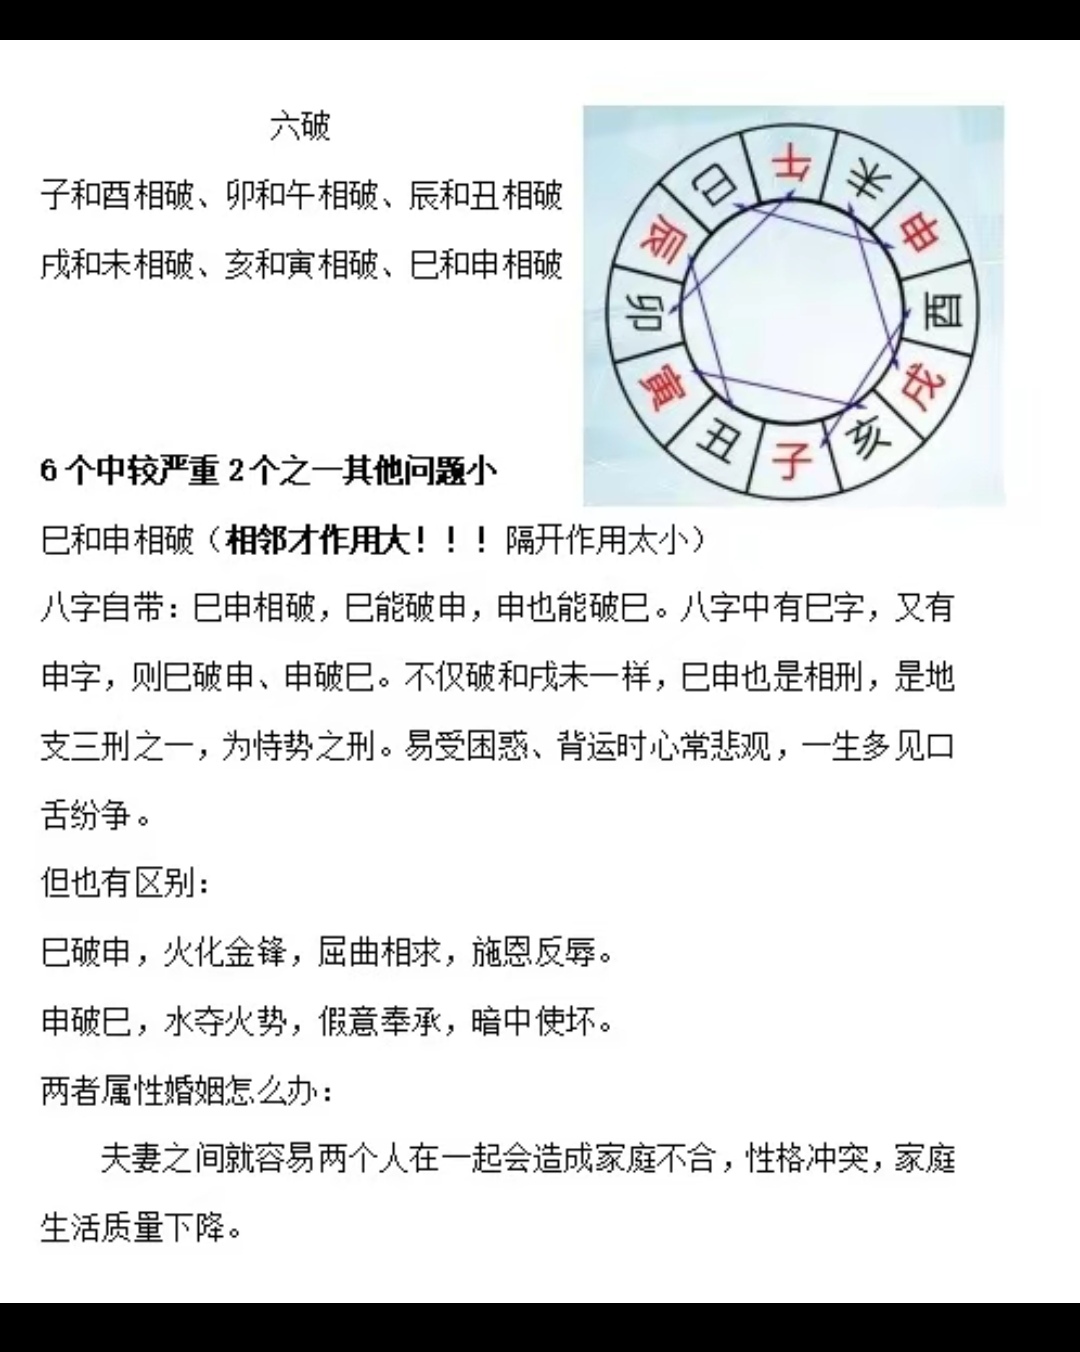 六破
子和酉相破、卯和午相破、辰和丑相破
戌和未相破、亥和寅相破、巳和申相破
午
未
申
酉
戌
亥
子
丑
寅
卯
辰
巳
6个中较严重2个之一其他问题小
巳和申相破（相邻才作用大！！！隔开作用太小）
八字自带：巳申相破，巳能破申，申也能破巳。八字中有巳字，又有
申字，则巳破申、申破巳。不仅破和戌未一样，巳申也是相刑，是地
支三刑之一，为恃势之刑。易受困惑、背运时心常悲观，一生多见口
舌纷争。
但也有区别：
巳破申，火化金锋，屈曲相求，施恩反辱。
申破巳，水夺火势，假意奉承，暗中使坏。
两者属性婚姻怎么办：
夫妻之间就容易两个人在一起会造成家庭不合，性格冲突，家庭
生活质量下降。